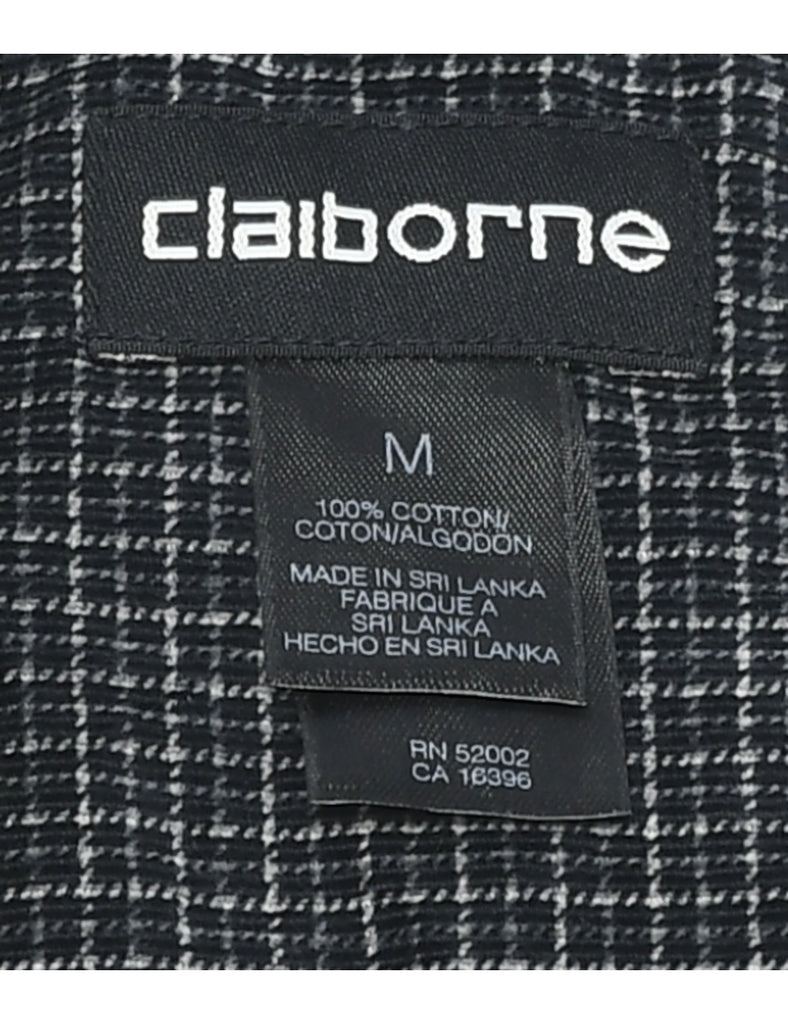 claiborne
M
100% COTTON/
COTON/ALGODON
MADE IN SRI LANKA
FABRIQUE A
SRI LANKA
HECHO EN SRI LANKA
RN 52002
CA 16396